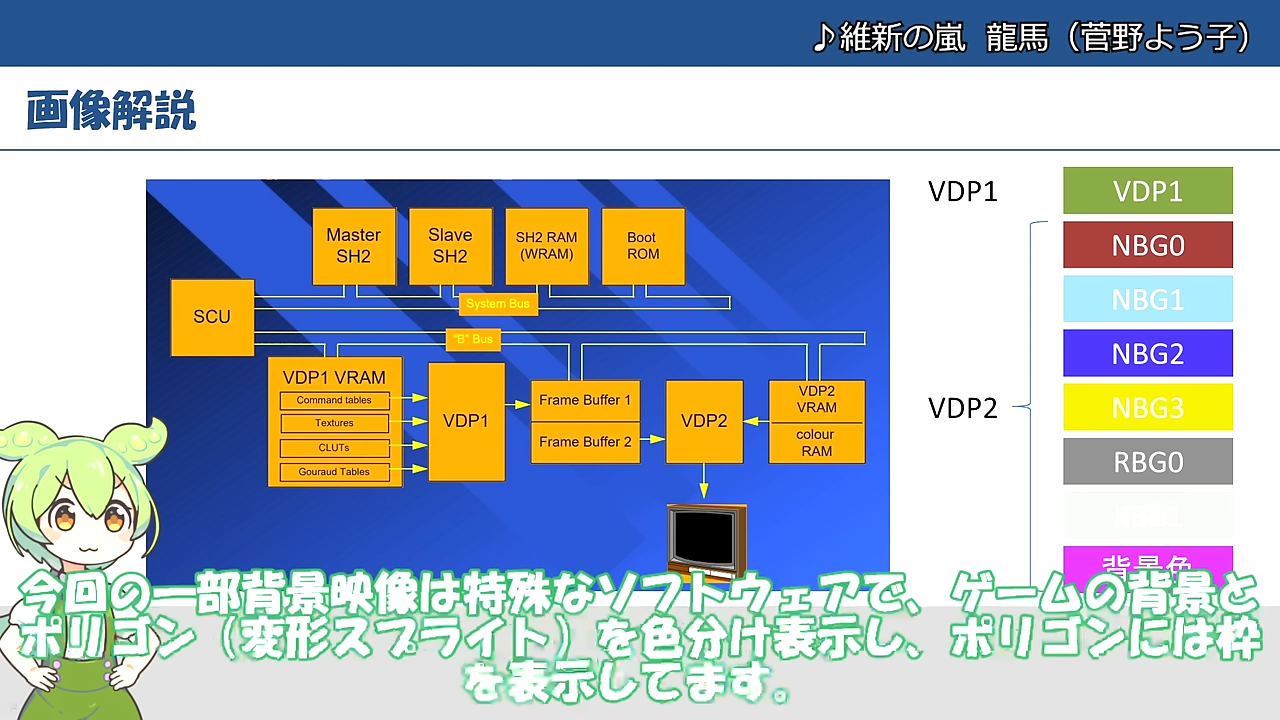 ♪維新の嵐 龍馬（菅野よう子）
画像解説
Master
SH2
Slave
SH2
SH2 RAM
(WRAM)
Boot
ROM
SCU
System Bus
"B" Bus
VDP1 VRAM
Command tables
Textures
CLUTs
Gouraud Tables
VDP1
Frame Buffer 1
Frame Buffer 2
VDP2
VDP2
VRAM
colour
RAM
VDP1
VDP2
VDP1
NBG0
NBG1
NBG2
NBG3
RBG0
背景色
今回の一部背景映像は特殊なソフトウェアで、ゲームの背景と
ポリゴン（変形スプライト）を色分け表示し、ポリゴンには枠
を表示してます。